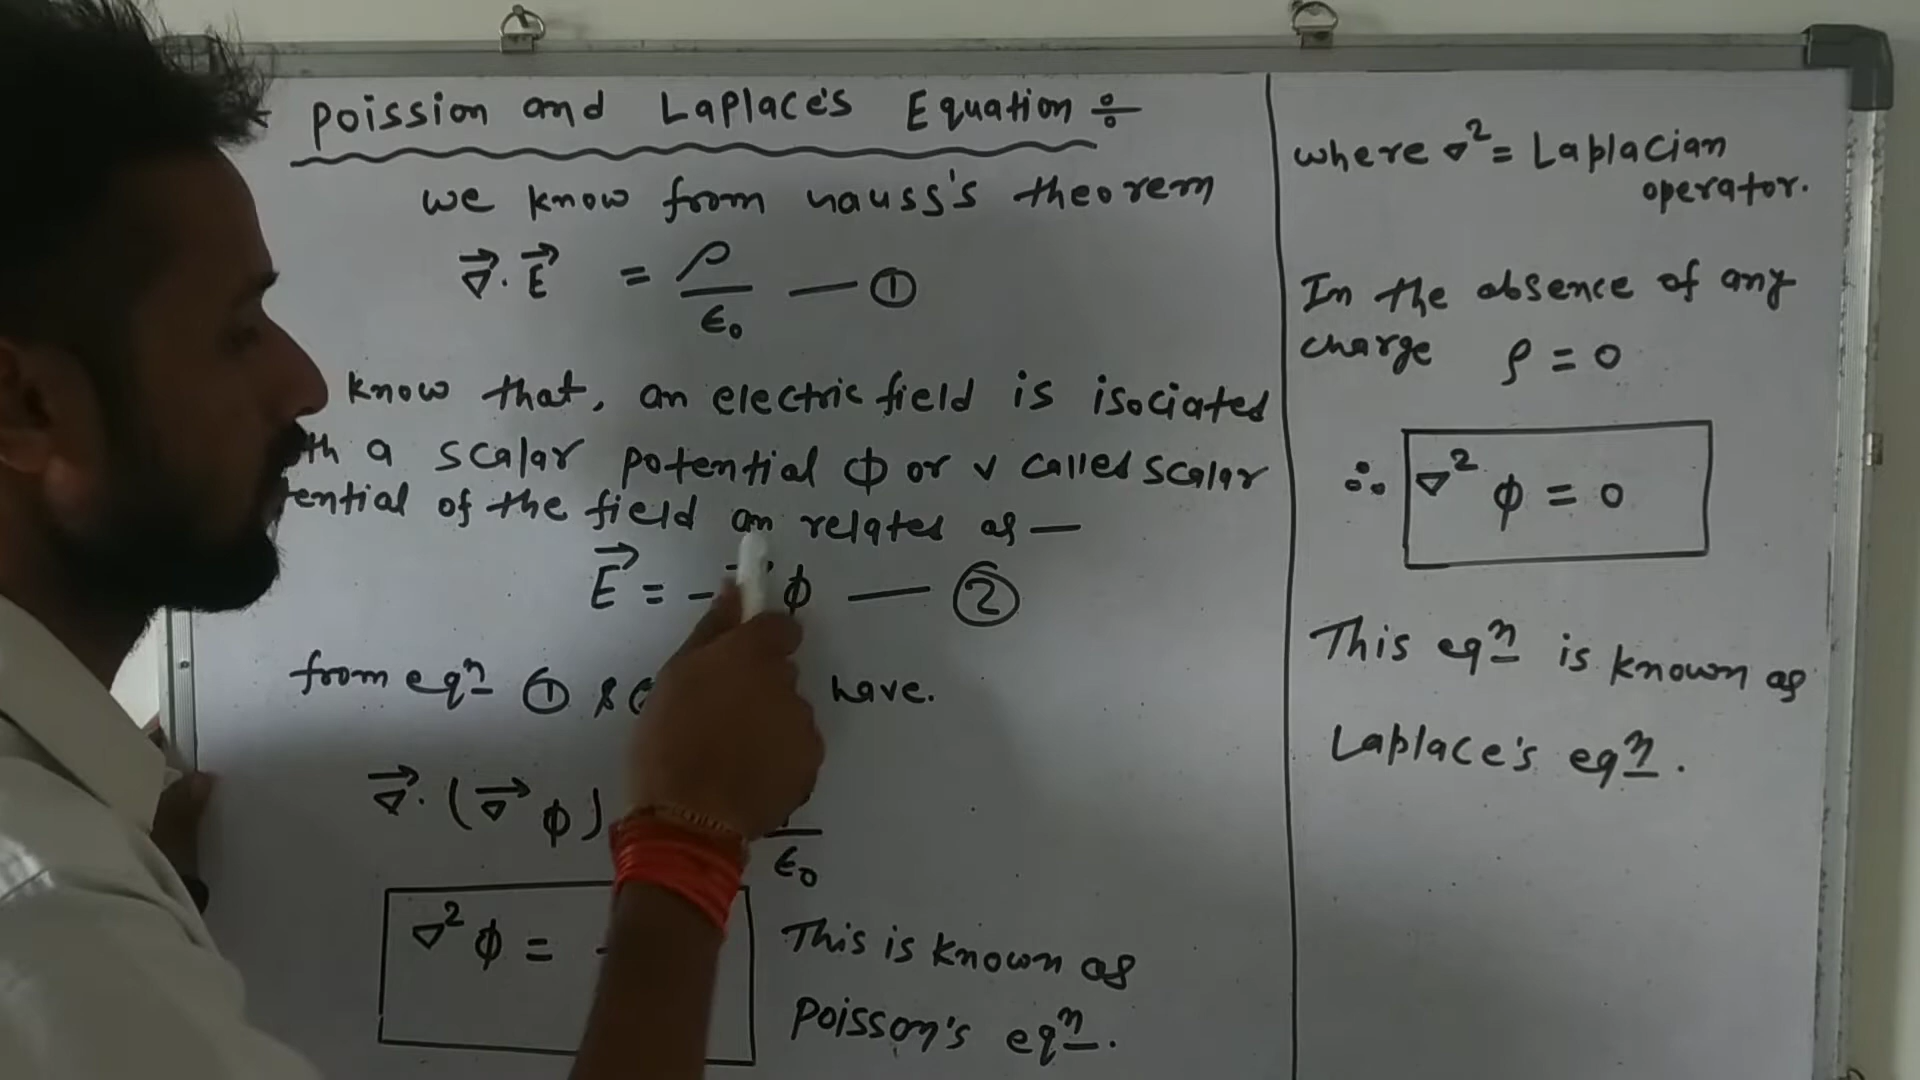 Poission and Laplace's Equation ÷
we know from Gauss's theorem
∇⃗.E⃗ = ρ/ε₀ — ①
know that, an electric field is isociated
th a scalar potential ϕ or v called scalar
ential of the field an relates as —
E⃗ = - ϕ — ②
from eqⁿ ① & have.
∇⃗.(∇⃗ϕ) ε₀
∇²ϕ = -
This is known as
Poisson's eqⁿ.
where ∇² = Laplacian
operator.
In the absence of any
charge ρ = 0
∴ ∇²ϕ = 0
This eqⁿ is known as
Laplace's eqⁿ.